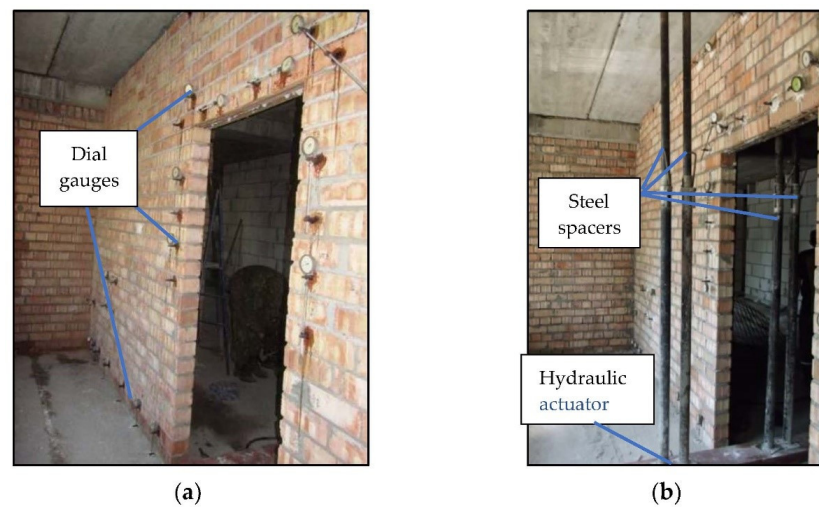 Dial
gauges
Steel
spacers
Hydraulic
actuator
(a)
(b)